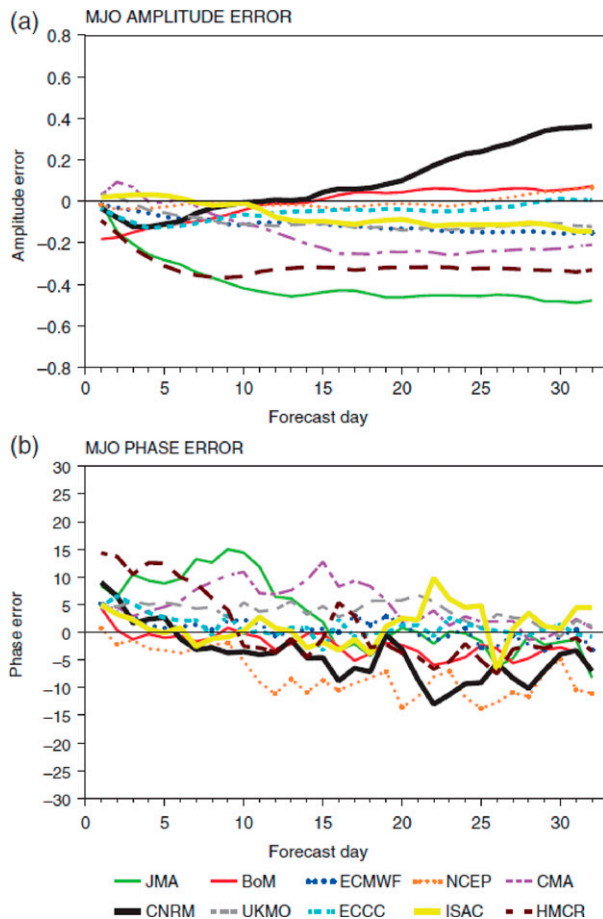 (a) MJO AMPLITUDE ERROR
0.8
0.6
0.4
0.2
0
−0.2
−0.4
−0.6
−0.8
Amplitude error
0 5 10 15 20 25 30
Forecast day
(b) MJO PHASE ERROR
30
25
20
15
10
5
0
−5
−10
−15
−20
−25
−30
Phase error
0 5 10 15 20 25 30
Forecast day
JMA BoM ECMWF NCEP CMA
CNRM UKMO ECCC ISAC HMCR